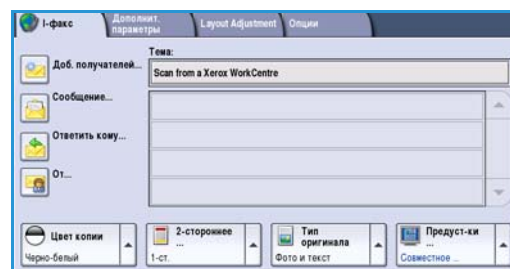 I-факс
Дополнит.
параметры
Layout Adjustment
Опции
Тема:
Доб. получателей...
Scan from a Xerox WorkCentre
Сообщение...
Ответить кому...
От...
Цвет копии
Черно-белый
2-стороннее
...
1-ст.
Тип
оригинала
Фото и текст
Предуст-ки
...
Совместное ...